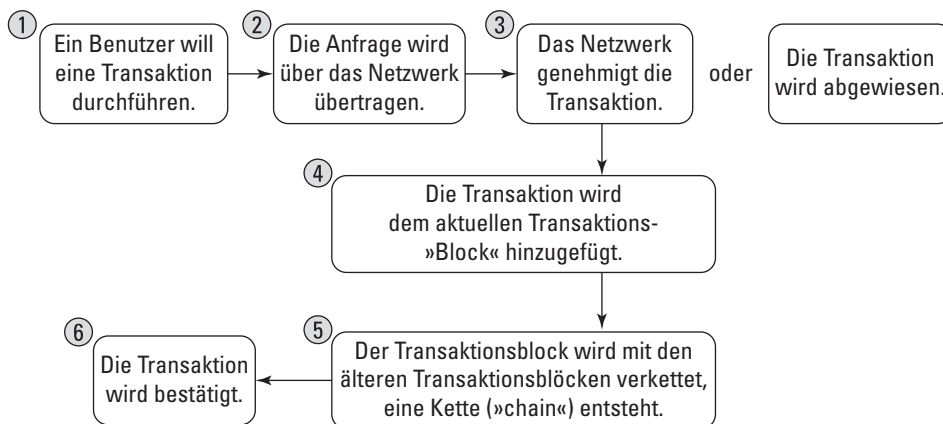 1
Ein Benutzer will
eine Transaktion
durchführen.
2
Die Anfrage wird
über das Netzwerk
übertragen.
3
Das Netzwerk
genehmigt die
Transaktion.
oder
Die Transaktion
wird abgewiesen.
4
Die Transaktion wird
dem aktuellen Transaktions-
»Block« hinzugefügt.
5
Der Transaktionsblock wird mit den
älteren Transaktionsblöcken verkettet,
eine Kette (»chain«) entsteht.
6
Die Transaktion
wird bestätigt.